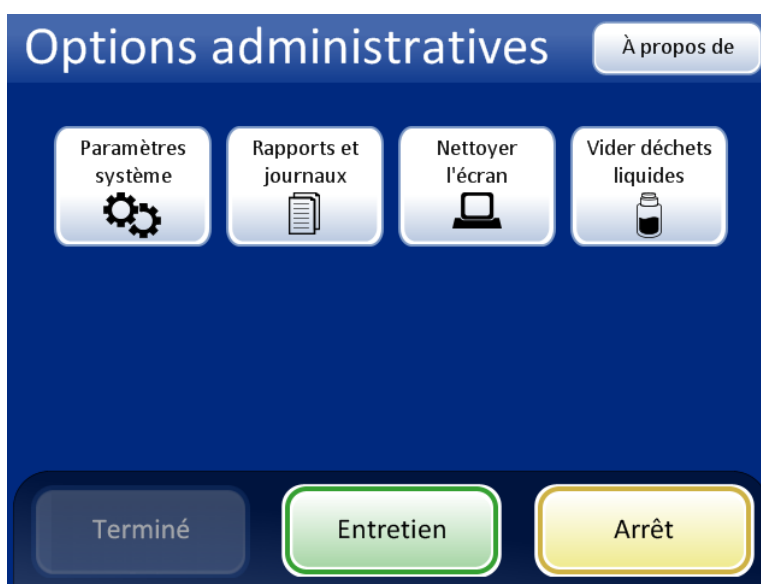 Options administratives
À propos de
Paramètres
système
Rapports et
journaux
Nettoyer
l'écran
Vider déchets
liquides
Terminé
Entretien
Arrêt